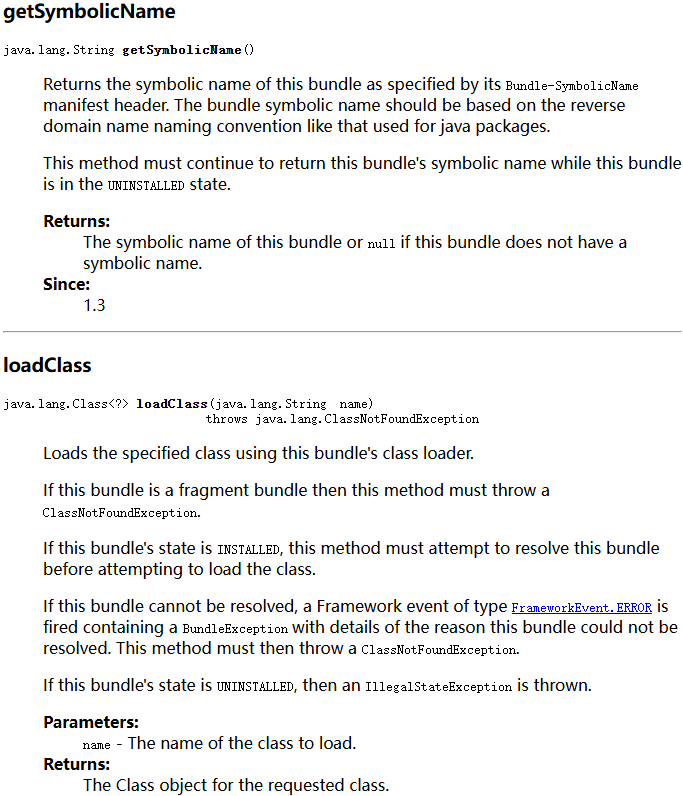 getSymbolicName
java.lang.String getSymbolicName()
Returns the symbolic name of this bundle as specified by its Bundle-SymbolicName
manifest header. The bundle symbolic name should be based on the reverse
domain name naming convention like that used for java packages.
This method must continue to return this bundle's symbolic name while this bundle
is in the UNINSTALLED state.
Returns:
The symbolic name of this bundle or null if this bundle does not have a
symbolic name.
Since:
1.3
loadClass
java.lang.Class<?> loadClass(java.lang.String name)
throws java.lang.ClassNotFoundException
Loads the specified class using this bundle's class loader.
If this bundle is a fragment bundle then this method must throw a
ClassNotFoundException.
If this bundle's state is INSTALLED, this method must attempt to resolve this bundle
before attempting to load the class.
If this bundle cannot be resolved, a Framework event of type FrameworkEvent.ERROR is
fired containing a BundleException with details of the reason this bundle could not be
resolved. This method must then throw a ClassNotFoundException.
If this bundle's state is UNINSTALLED, then an IllegalStateException is thrown.
Parameters:
name - The name of the class to load.
Returns:
The Class object for the requested class.